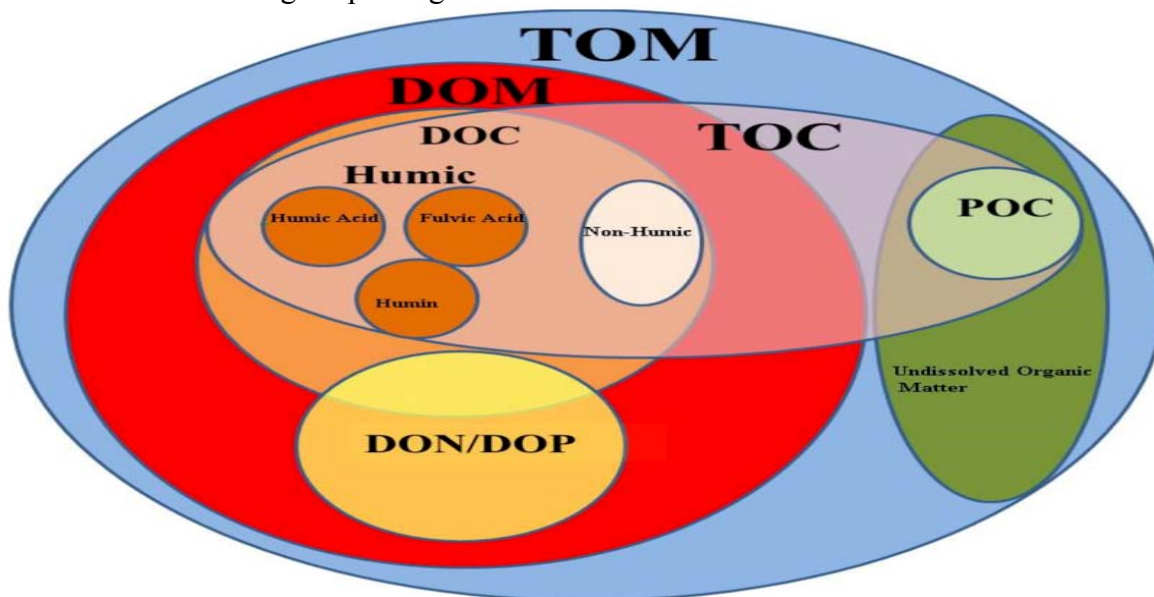 TOM
DOM
DOC
TOC
Humic
Humic Acid
Fulvic Acid
Non-Humic
POC
Humin
Undissolved Organic
Matter
DON/DOP